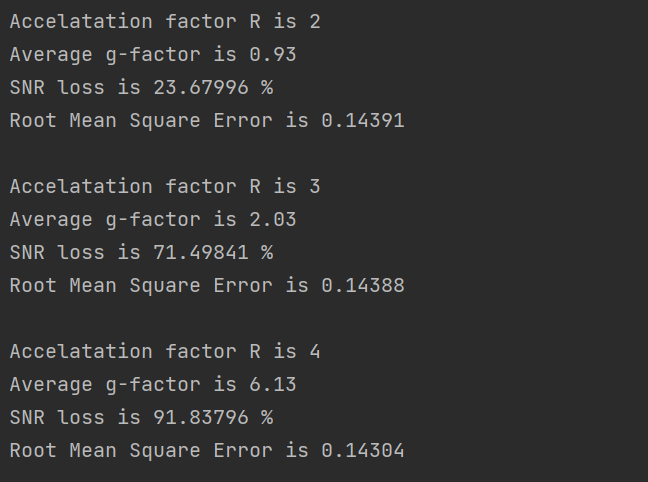 Accelatation factor R is 2
Average g-factor is 0.93
SNR loss is 23.67996 %
Root Mean Square Error is 0.14391
Accelatation factor R is 3
Average g-factor is 2.03
SNR loss is 71.49841 %
Root Mean Square Error is 0.14388
Accelatation factor R is 4
Average g-factor is 6.13
SNR loss is 91.83796 %
Root Mean Square Error is 0.14304